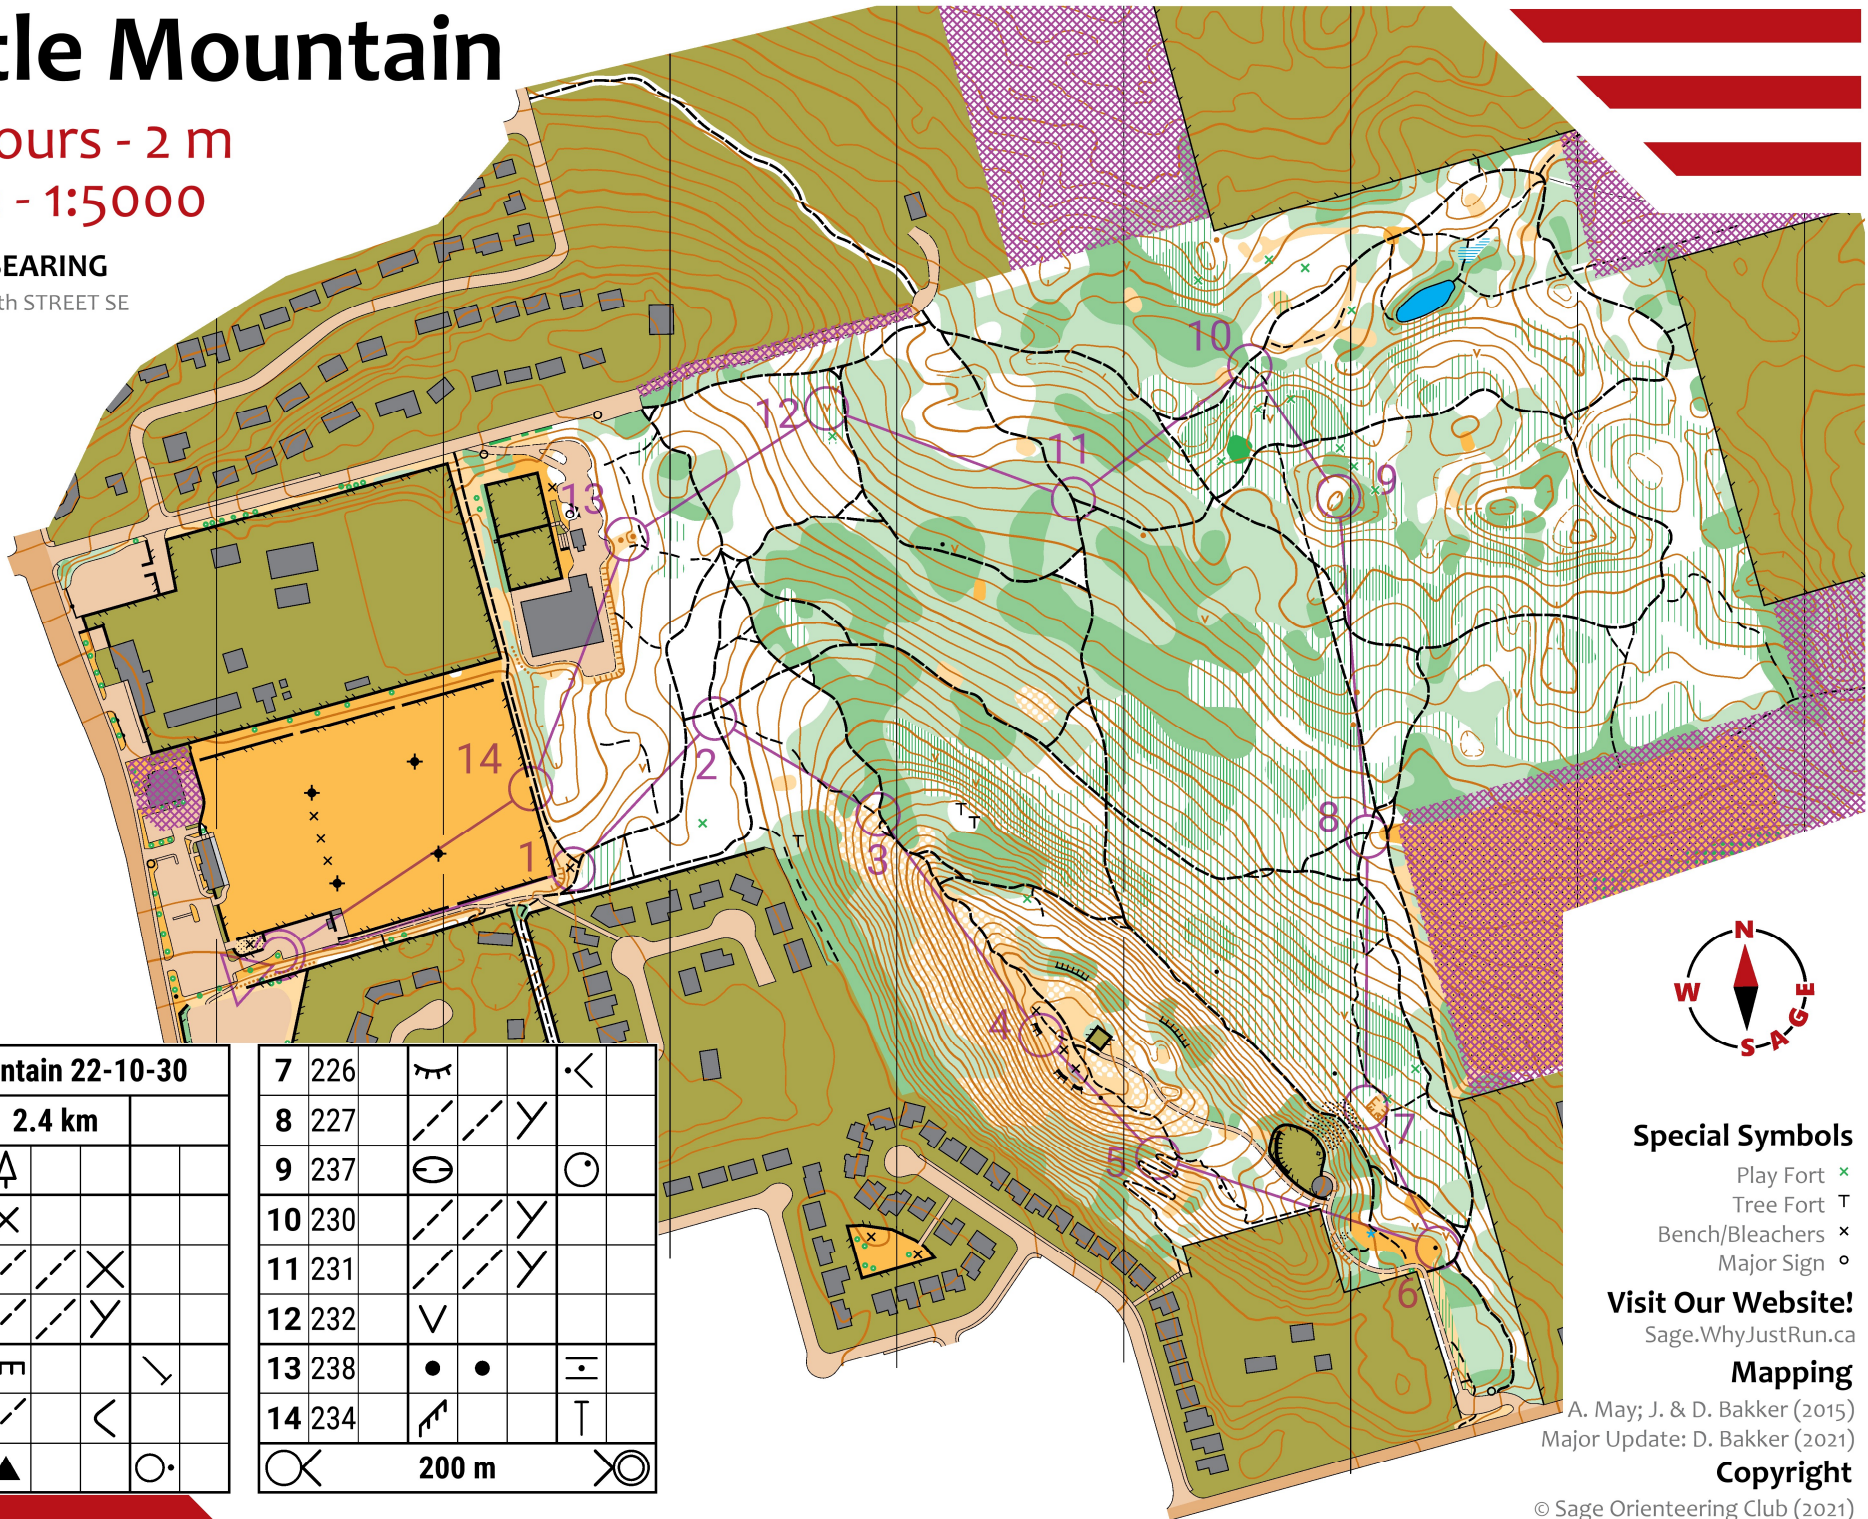 tle Mountain
ours - 2 m
- 1:5000
EARING
th STREET SE
10
12
11
13
9
14
2
8
1
3
4
7
5
6
N
W
E
S A G E
ntain 22-10-30
2.4 km
7 226
8 227
9 237
10 230
11 231
12 232
13 238
14 234
200 m
Special Symbols
Play Fort ×
Tree Fort T
Bench/Bleachers ×
Major Sign o
Visit Our Website!
Sage.WhyJustRun.ca
Mapping
A. May; J. & D. Bakker (2015)
Major Update: D. Bakker (2021)
Copyright
© Sage Orienteering Club (2021)